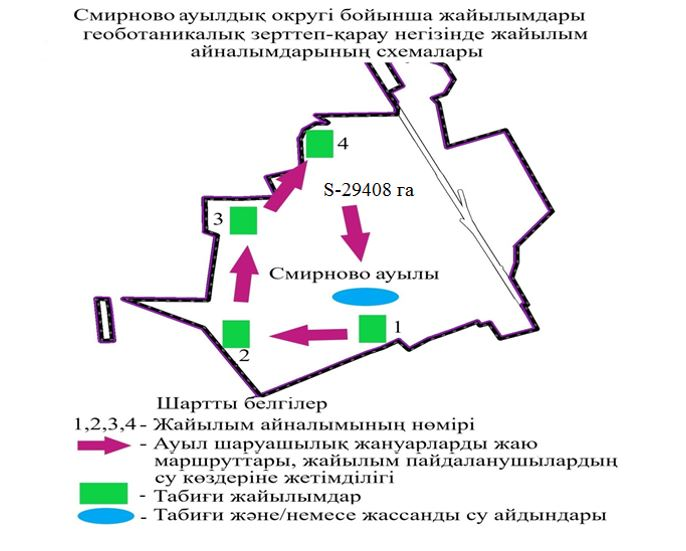 Смирново ауылдық округі бойынша жайылымдары
геоботаникалық зерттеп-қарау негізінде жайылым
айналымдарының схемалары
4
S-29408 га
3
Смирново ауылы
1
2
Шартты белгілер
1,2,3,4 - Жайылым айналымының нөмірі
- Ауыл шаруашылық жануарларды жаю
маршруттары, жайылым пайдаланушылардың
су көздеріне жетімділігі
- Табиғи жайылымдар
- Табиғи және/немесе жассанды су айдындары